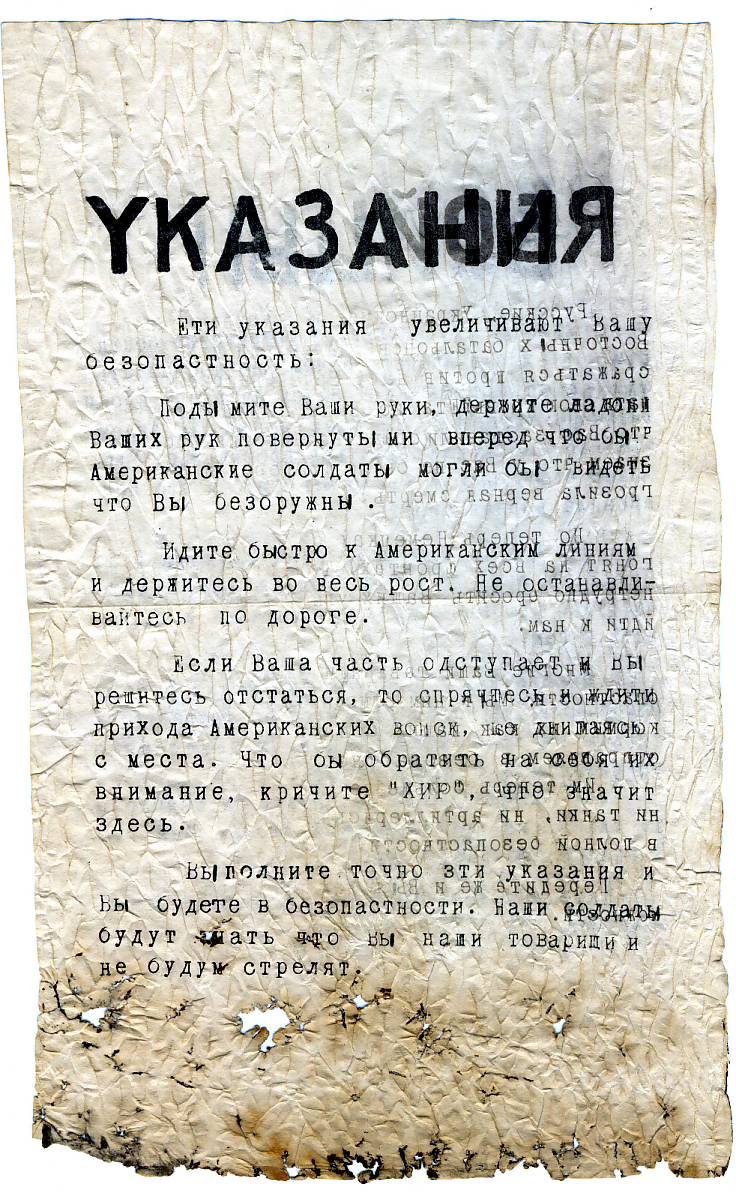 УКАЗАНИЯ
Ети указания увеличивают Вашу
безопастность:
Подымите Ваши руки, держите ладоны
Ваших рук повернутыми вперед что бы
Американские солдаты могли бы видеть
что Вы безоружны.
Идите быстро к Американским линиям
и держитесь во весь рост. Не останавли-
вайтесь по дороге.
Если Ваша часть одступает и Вы
решитесь отстаться, то спрячтесь и ждити
прихода Американских войск, не двигаясь
с места. Что бы обратить на себя их
внимание, кричите "ХИР", что значит
здесь.
Выполните точно эти указания и
Вы будете в безопастности. Наши солдаты
будут знать что Вы наши товарищи и
не будум стрелят.